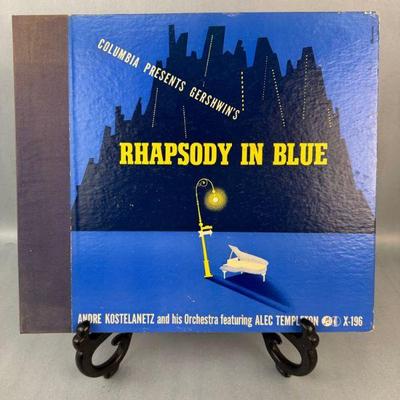 COLUMBIA PRESENTS GERSHWIN'S
RHAPSODY IN BLUE
ANDRE KOSTELANETZ and his Orchestra featuring ALEC TEMPLETON X-196